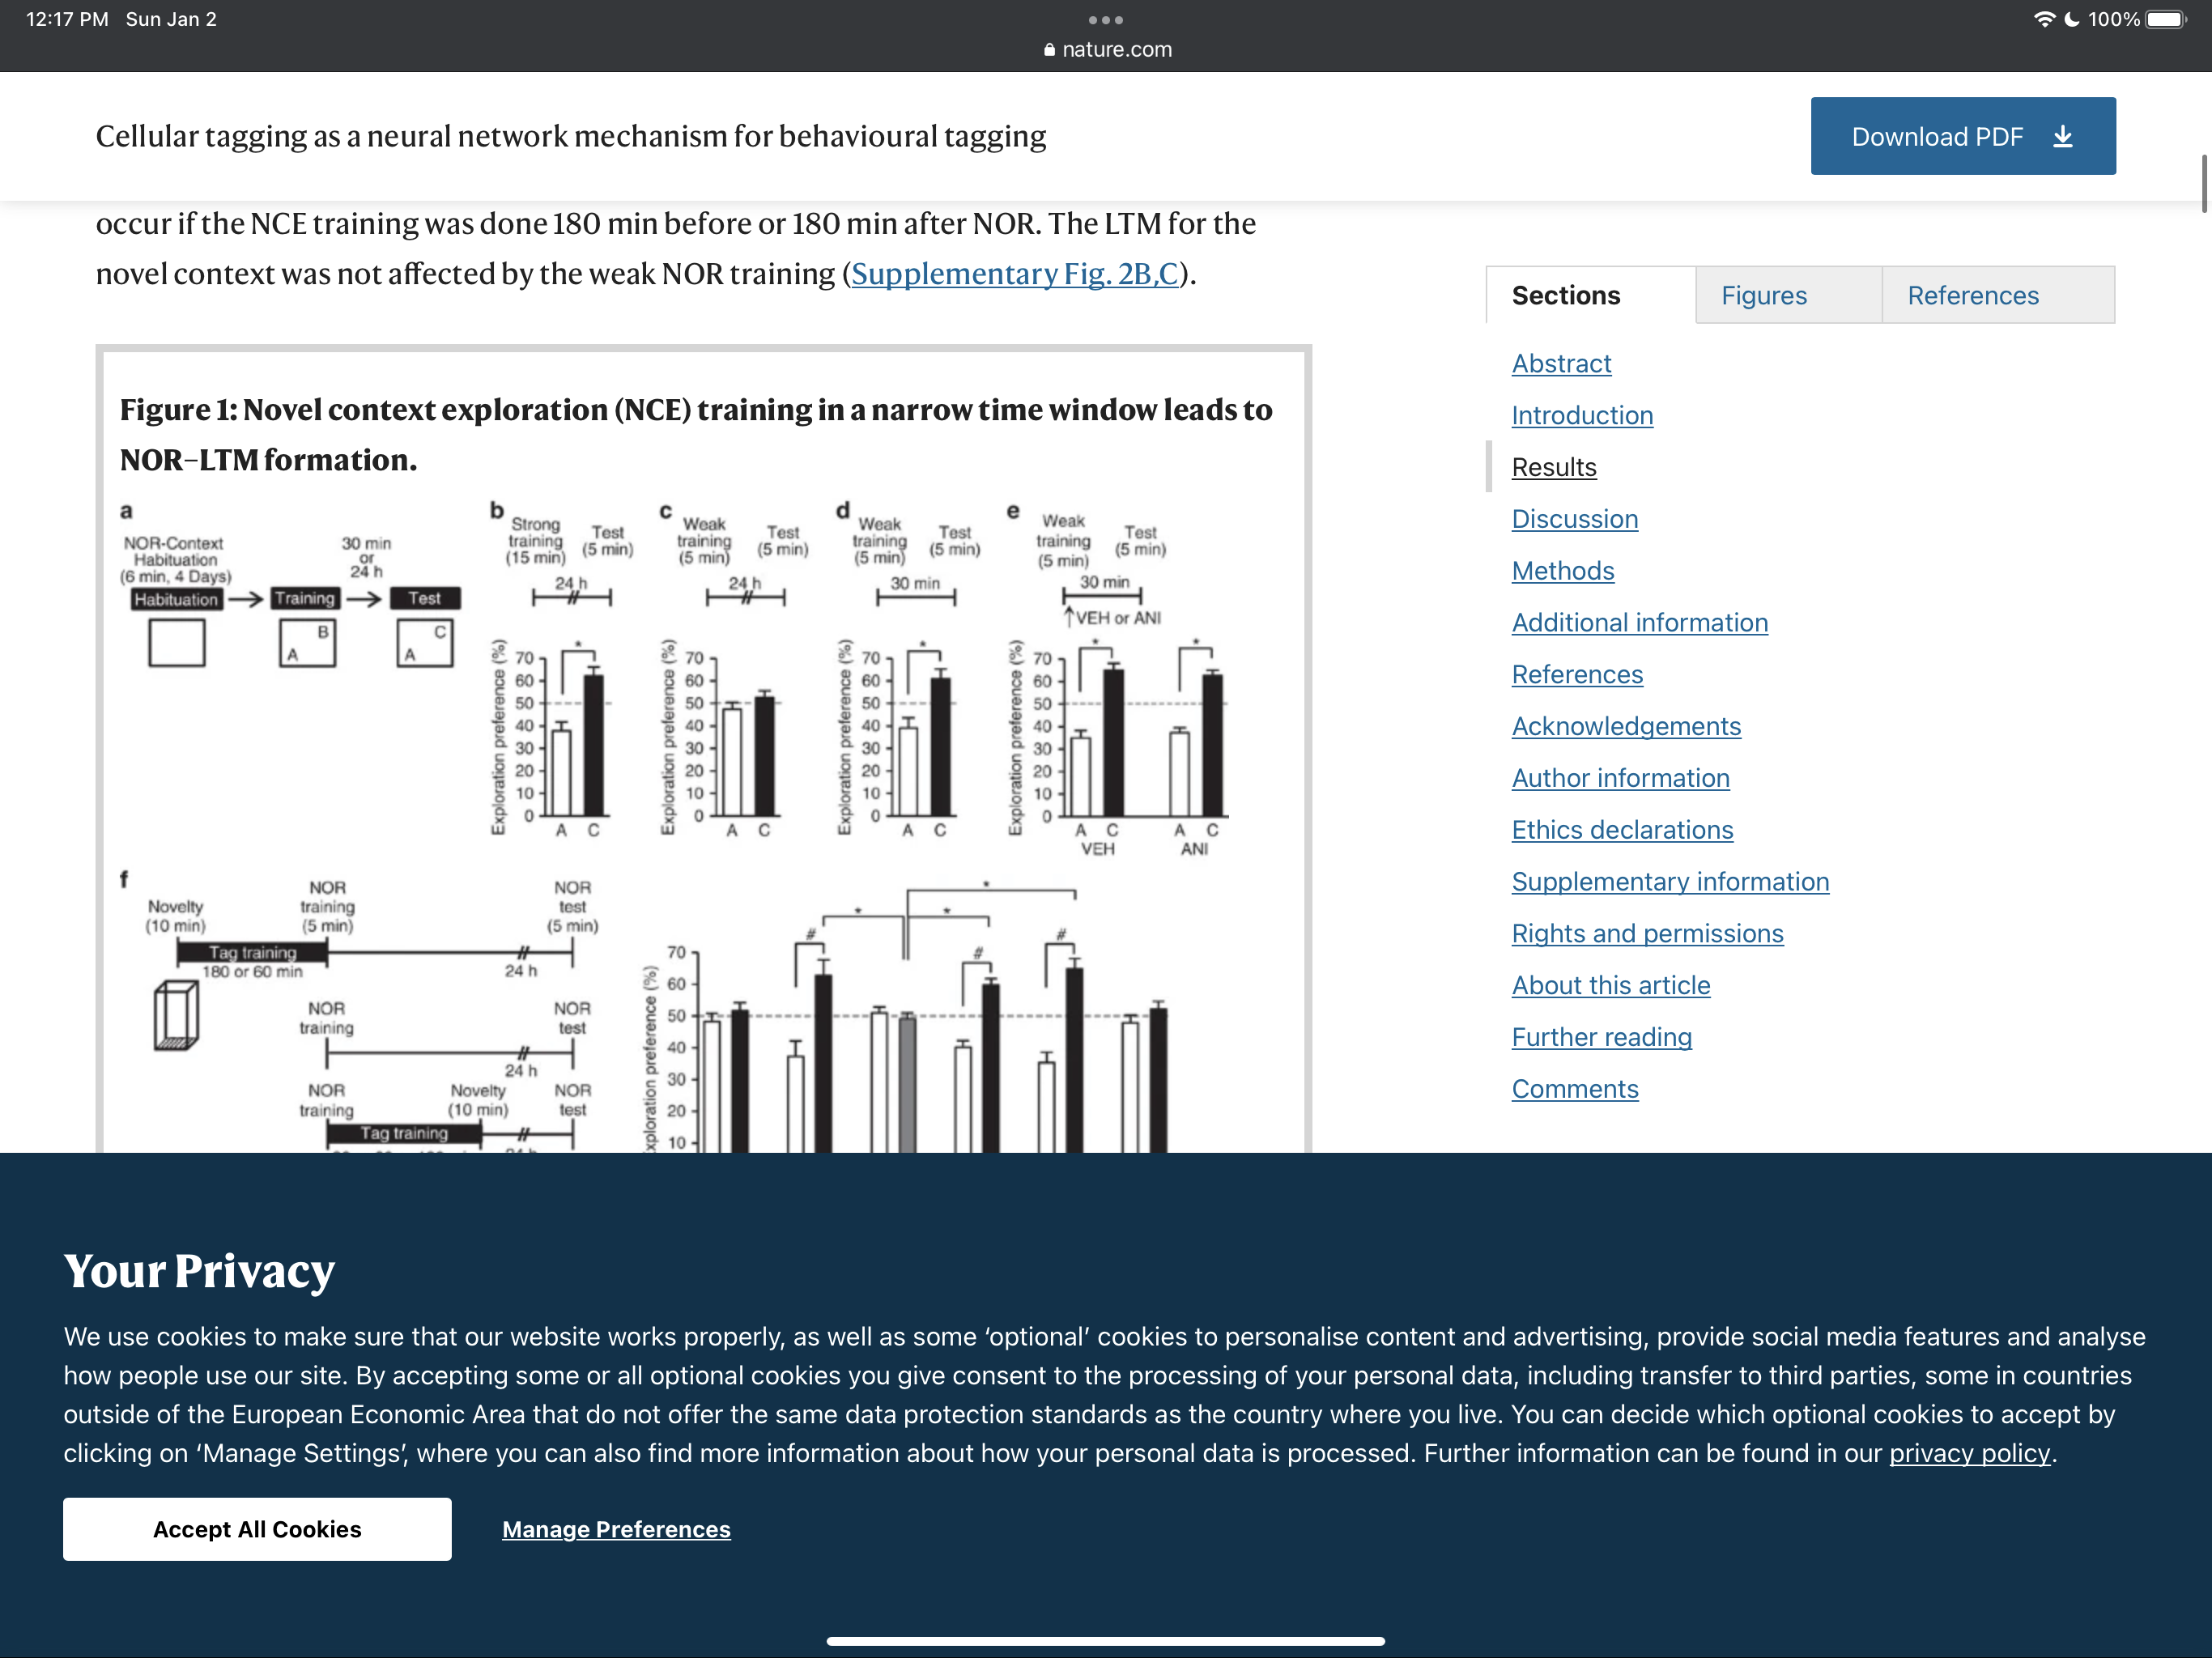 12:17 PM Sun Jan 2
100%
nature.com
Cellular tagging as a neural network mechanism for behavioural tagging
Download PDF
occur if the NCE training was done 180 min before or 180 min after NOR. The LTM for the
novel context was not affected by the weak NOR training (Supplementary Fig. 2B,C).
Figure 1: Novel context exploration (NCE) training in a narrow time window leads to
NOR–LTM formation.
a
NOR-Context
Habituation
(6 min, 4 Days)
30 min
or
24 h
Habituation
Training
Test
B
A
C
A
b
Strong
training
(15 min)
Test
(5 min)
24 h
Exploration preference (%)
70
60
50
40
30
20
10
0
*
A C
c
Weak
training
(5 min)
Test
(5 min)
24 h
Exploration preference (%)
70
60
50
40
30
20
10
0
A C
d
Weak
training
(5 min)
Test
(5 min)
30 min
Exploration preference (%)
70
60
50
40
30
20
10
0
*
A C
e
Weak
training
(5 min)
Test
(5 min)
30 min
VEH or ANI
Exploration preference (%)
70
60
50
40
30
20
10
0
* *
A C A C
VEH ANI
f
Novelty
(10 min)
NOR
training
(5 min)
NOR
test
(5 min)
Tag training
180 or 60 min
24 h
NOR
training
NOR
test
24 h
NOR
training
Novelty
(10 min)
NOR
test
Tag training
xploration preference (%)
70
60
50
40
30
20
10
*
* *
# # #
Sections
Figures
References
Abstract
Introduction
Results
Discussion
Methods
Additional information
References
Acknowledgements
Author information
Ethics declarations
Supplementary information
Rights and permissions
About this article
Further reading
Comments
Your Privacy
We use cookies to make sure that our website works properly, as well as some ‘optional’ cookies to personalise content and advertising, provide social media features and analyse
how people use our site. By accepting some or all optional cookies you give consent to the processing of your personal data, including transfer to third parties, some in countries
outside of the European Economic Area that do not offer the same data protection standards as the country where you live. You can decide which optional cookies to accept by
clicking on ‘Manage Settings’, where you can also find more information about how your personal data is processed. Further information can be found in our privacy policy.
Accept All Cookies
Manage Preferences